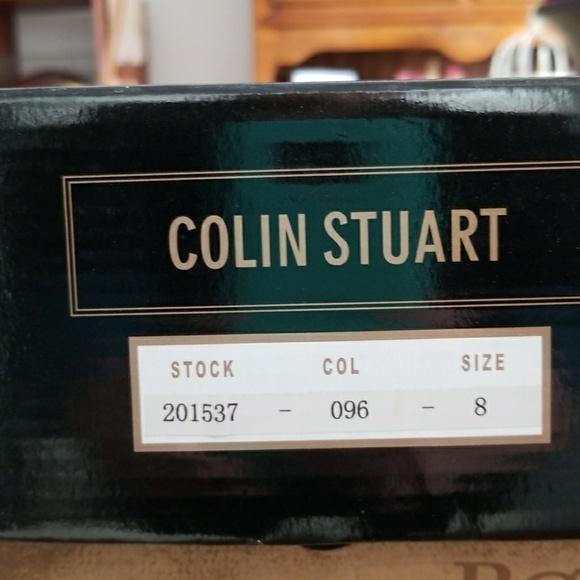 COLIN STUART
STOCK COL SIZE
201537 - 096 - 8